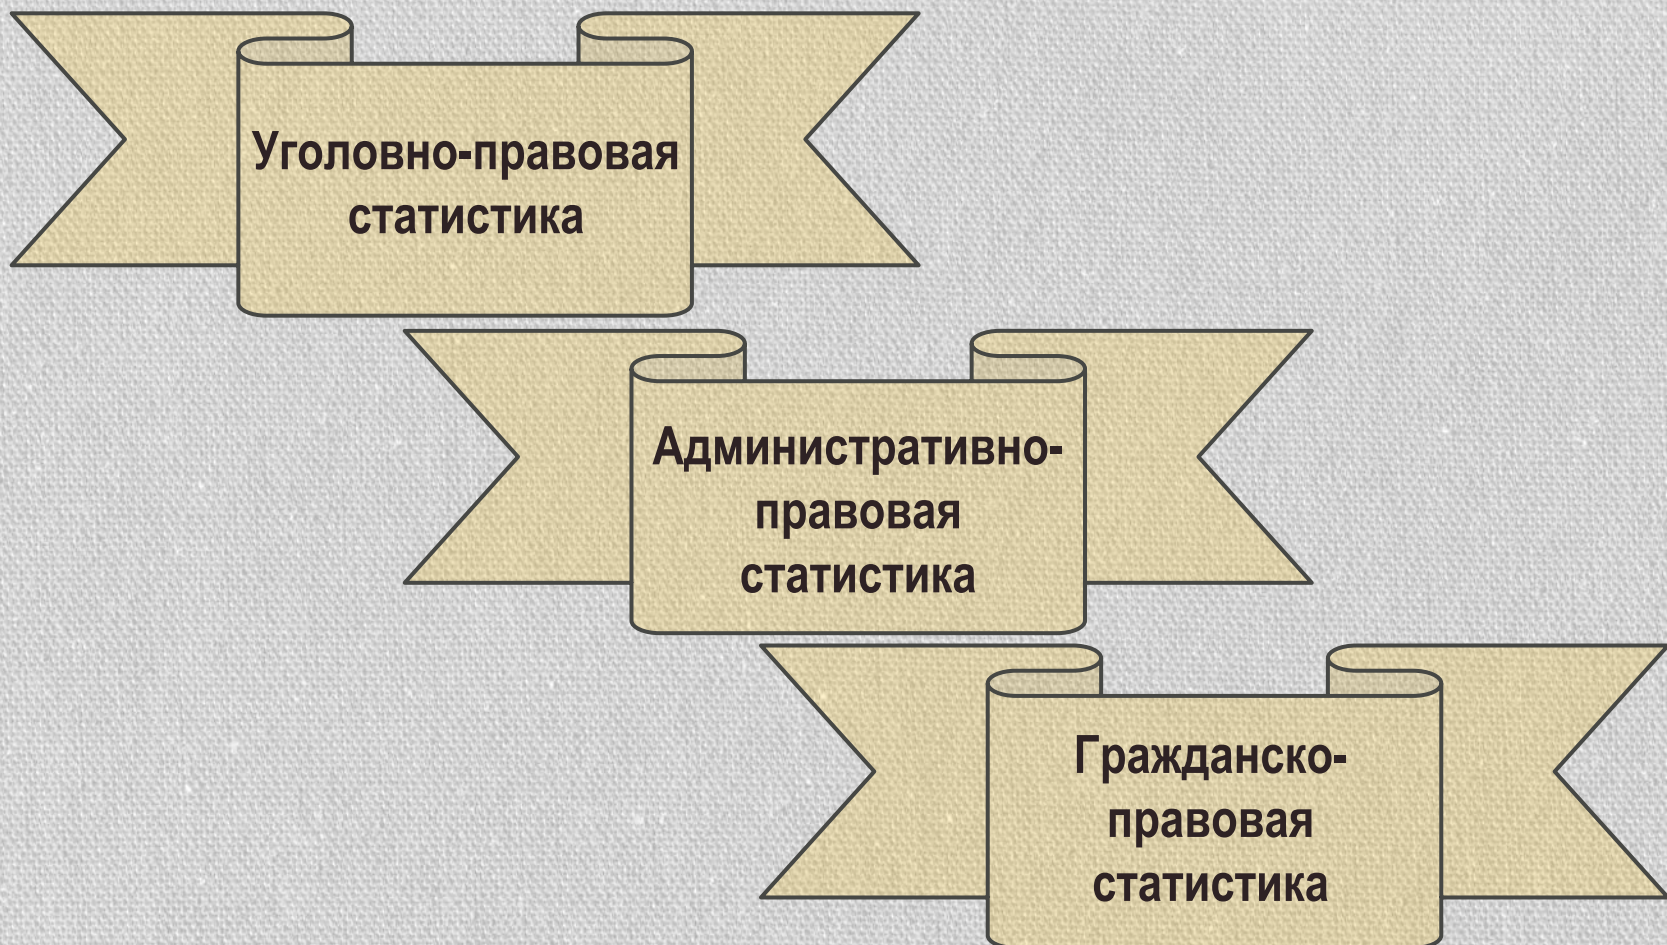 Уголовно-правовая
статистика
Административно-
правовая
статистика
Гражданско-
правовая
статистика